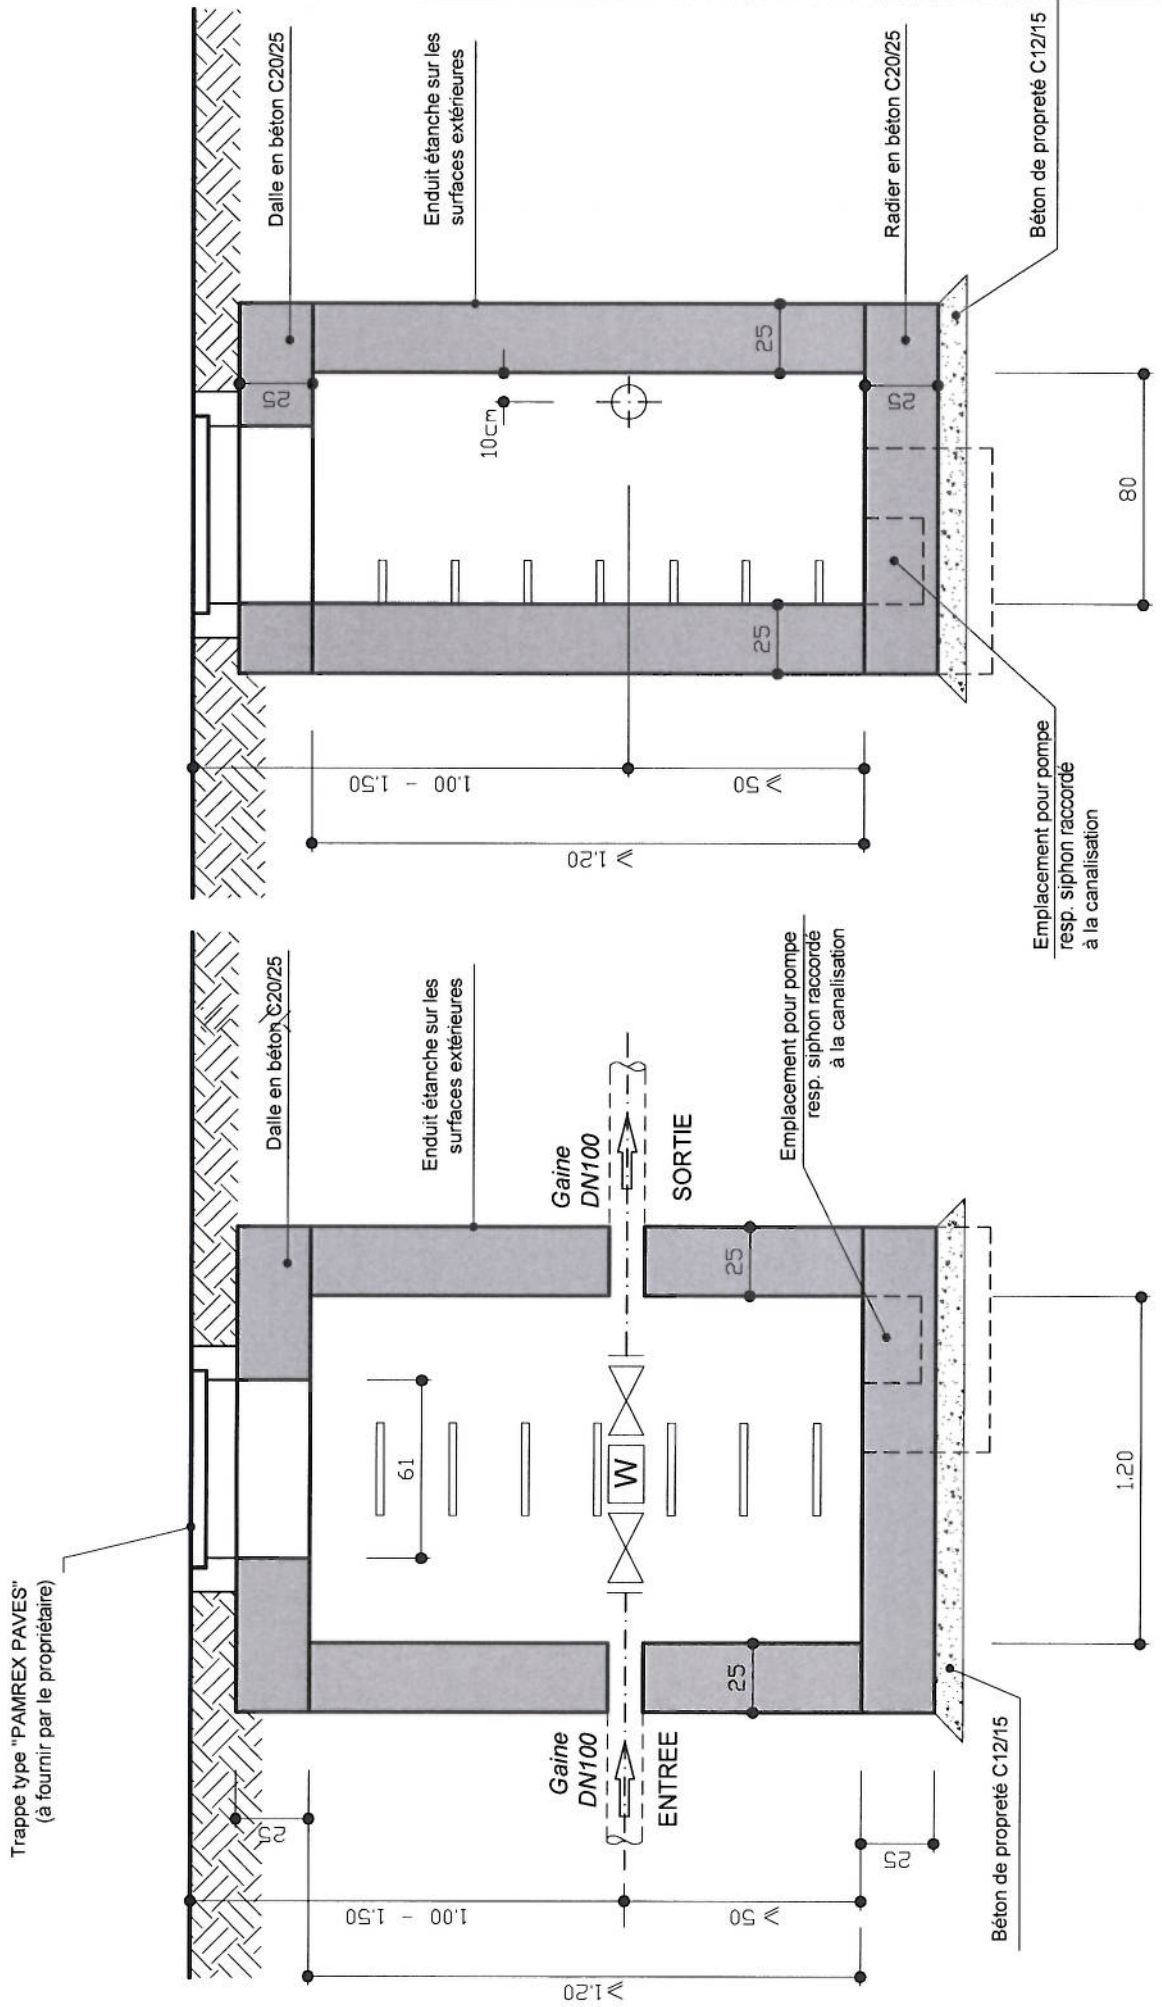 Trappe type "PAMREX PAVES"
(à fournir par le propriétaire)
Dalle en béton C20/25
Enduit étanche sur les
surfaces extérieures
61
25
25
25
25
1.00 - 1.50
⩾ 50
⩾ 1.20
Gaine
DN100
ENTREE
W
Gaine
DN100
SORTIE
Emplacement pour pompe
resp. siphon raccordé
à la canalisation
Béton de propreté C12/15
1.20
Dalle en béton C20/25
Enduit étanche sur les
surfaces extérieures
10cm
25
25
25
25
1.00 - 1.50
⩾ 50
⩾ 1.20
Radier en béton C20/25
Béton de propreté C12/15
Emplacement pour pompe
resp. siphon raccordé
à la canalisation
80